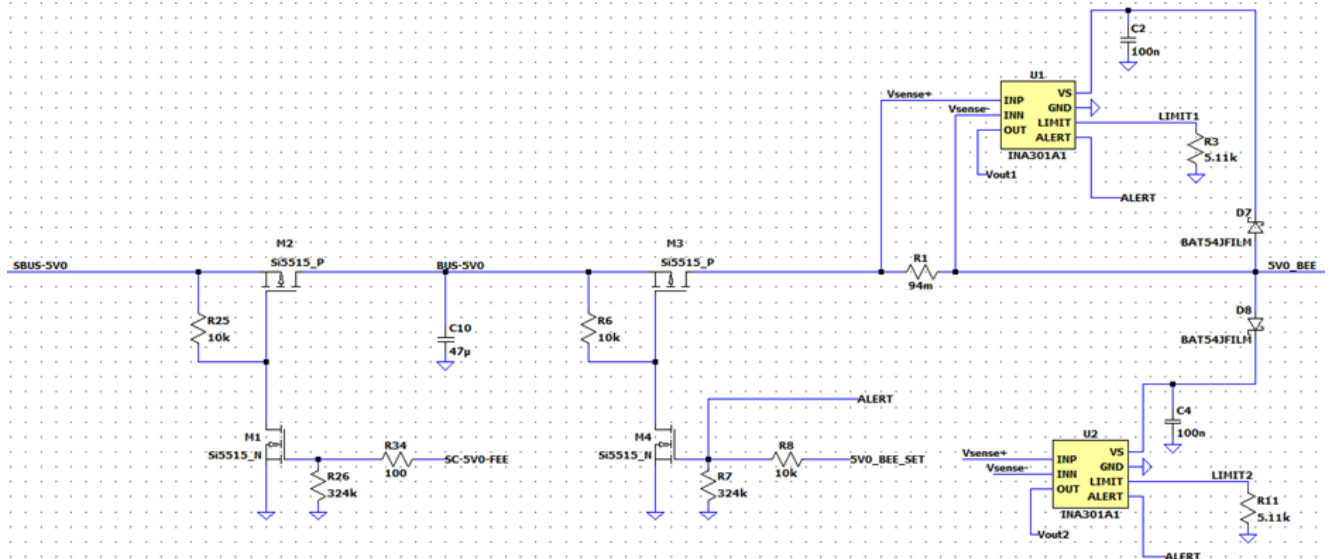 C2
100n
U1
Vsense+
INP
VS
Vsense-
INN
GND
OUT
LIMIT
LIMIT1
ALERT
R3
5.11k
INA301A1
Vout1
ALERT
D7
BAT54JFILM
M2
M3
SBUS-5V0
Si5515_P
BUS-5V0
Si5515_P
R1
94m
5V0_BEE
R25
10k
C10
47µ
R6
10k
D8
BAT54JFILM
ALERT
C4
100n
M1
Si5515_N
R34
100
SC-5V0-FEE
R26
324k
M4
Si5515_N
R8
10k
5V0_BEE_SET
R7
324k
U2
Vsense+
INP
VS
Vsense-
INN
GND
OUT
LIMIT
LIMIT2
ALERT
R11
5.11k
INA301A1
Vout2
ALERT